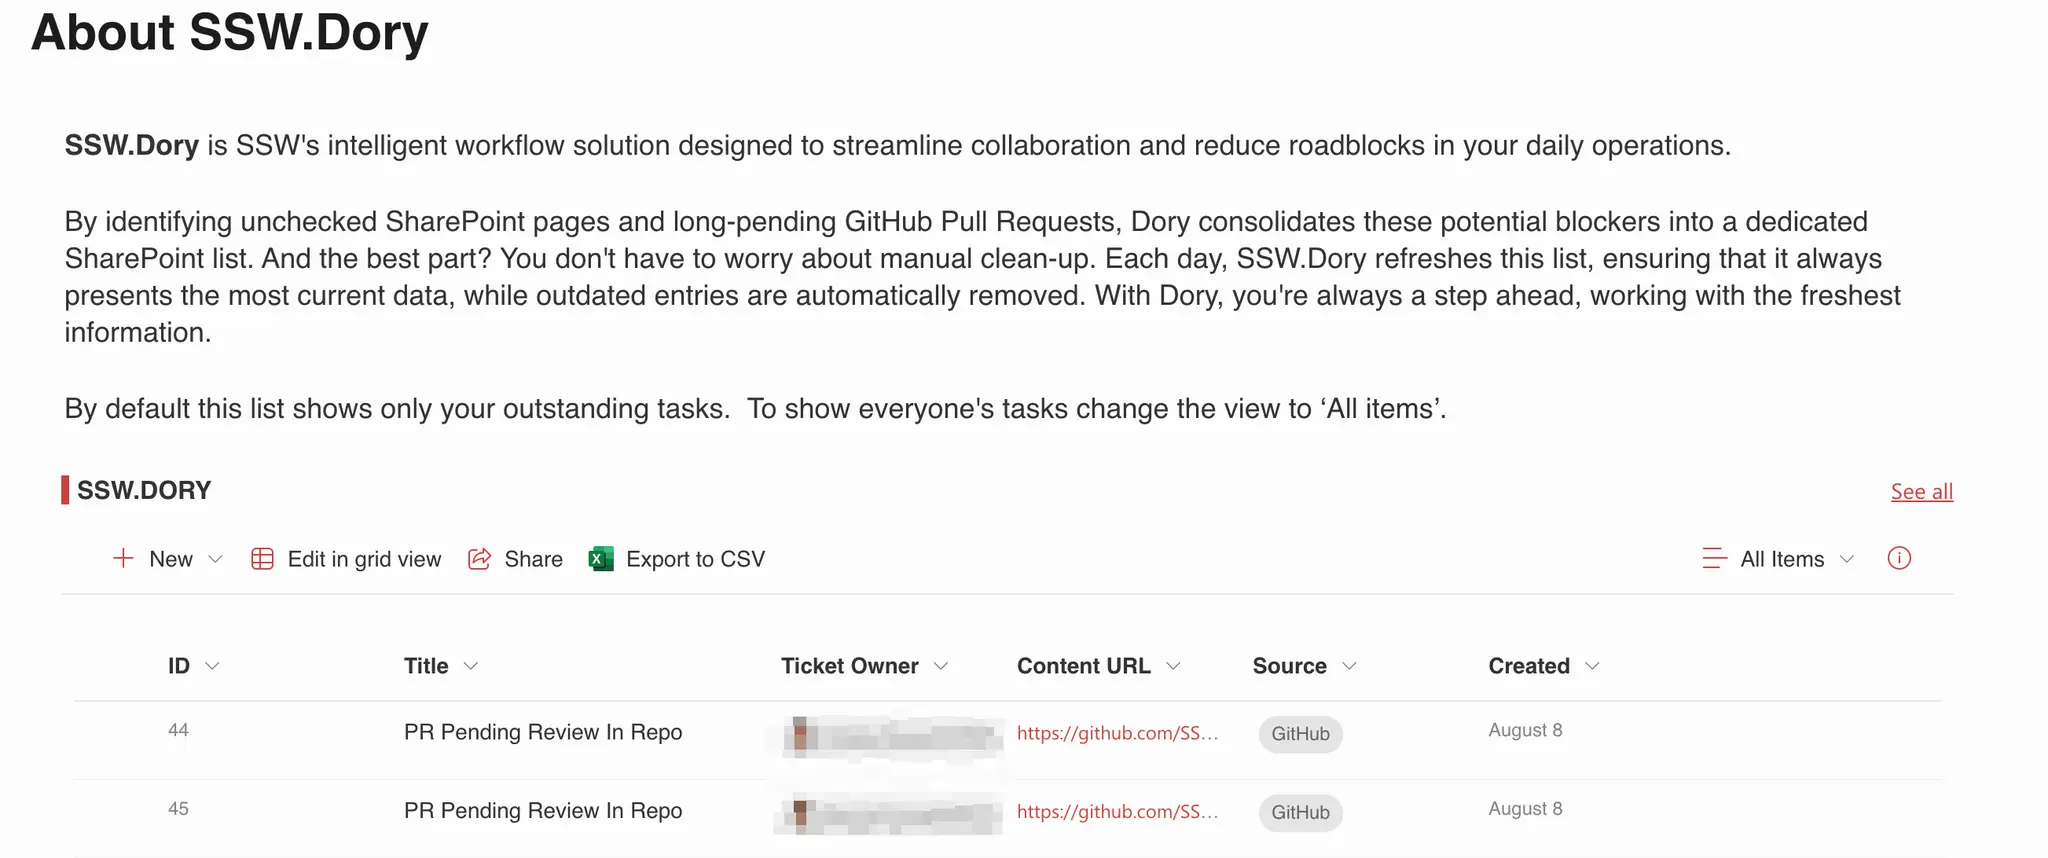 About SSW.Dory
SSW.Dory is SSW's intelligent workflow solution designed to streamline collaboration and reduce roadblocks in your daily operations.
By identifying unchecked SharePoint pages and long-pending GitHub Pull Requests, Dory consolidates these potential blockers into a dedicated
SharePoint list. And the best part? You don't have to worry about manual clean-up. Each day, SSW.Dory refreshes this list, ensuring that it always
presents the most current data, while outdated entries are automatically removed. With Dory, you're always a step ahead, working with the freshest
information.
By default this list shows only your outstanding tasks.  To show everyone's tasks change the view to ‘All items’.
SSW.DORY See all
New Edit in grid view Share Export to CSV All Items
ID Title Ticket Owner Content URL Source Created
44 PR Pending Review In Repo https://github.com/SS... GitHub August 8
45 PR Pending Review In Repo https://github.com/SS... GitHub August 8